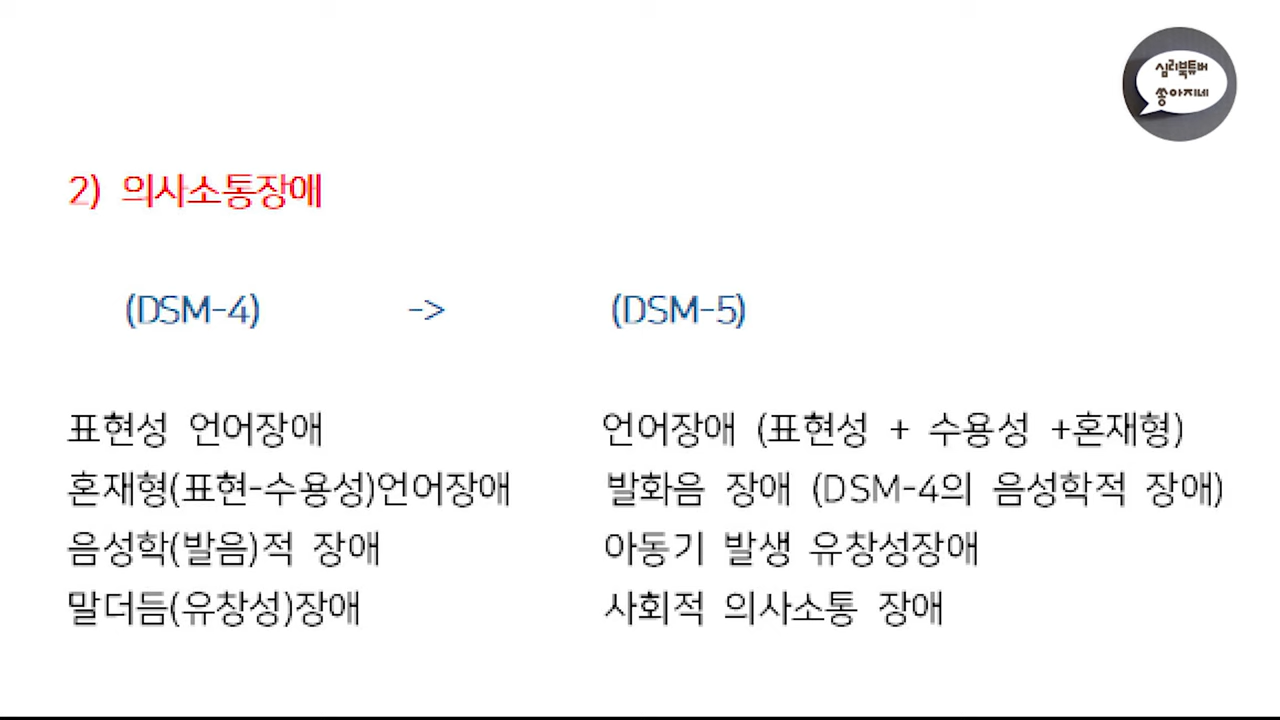 심리북튜버
쏭아지네
2) 의사소통장애
(DSM-4) -> (DSM-5)
표현성 언어장애 언어장애 (표현성 + 수용성 +혼재형)
혼재형(표현-수용성)언어장애 발화음 장애 (DSM-4의 음성학적 장애)
음성학(발음)적 장애 아동기 발생 유창성장애
말더듬(유창성)장애 사회적 의사소통 장애